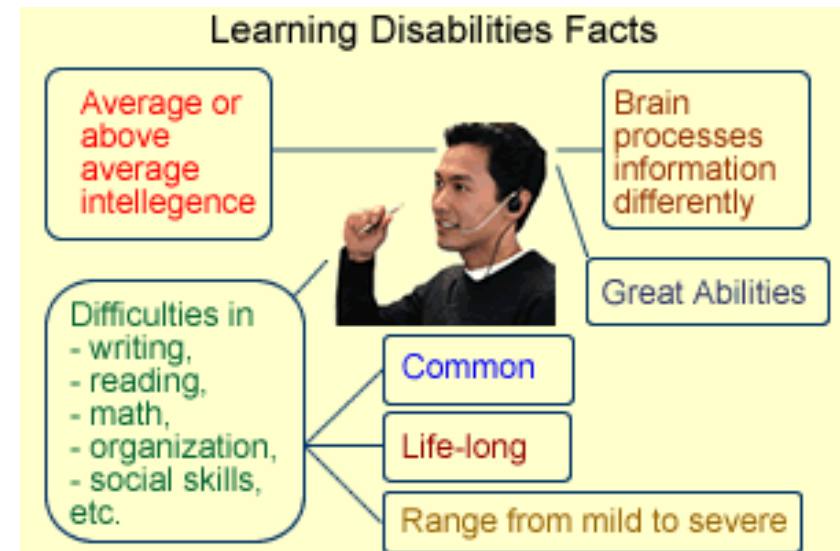 Learning Disabilities Facts
Average or
above
average
intellegence
Brain
processes
information
differently
Great Abilities
Difficulties in
- writing,
- reading,
- math,
- organization,
- social skills,
etc.
Common
Life-long
Range from mild to severe